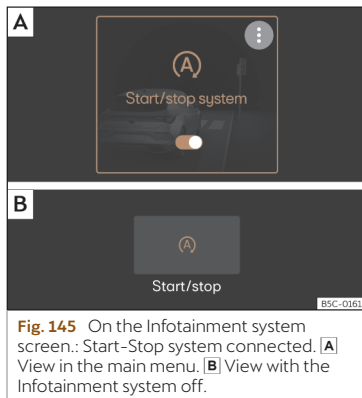 A
(A)
Start/stop system
B
(A)
Start/stop
B5C-0161
Fig. 145 On the Infotainment system
screen.: Start-Stop system connected. A
View in the main menu. B View with the
Infotainment system off.